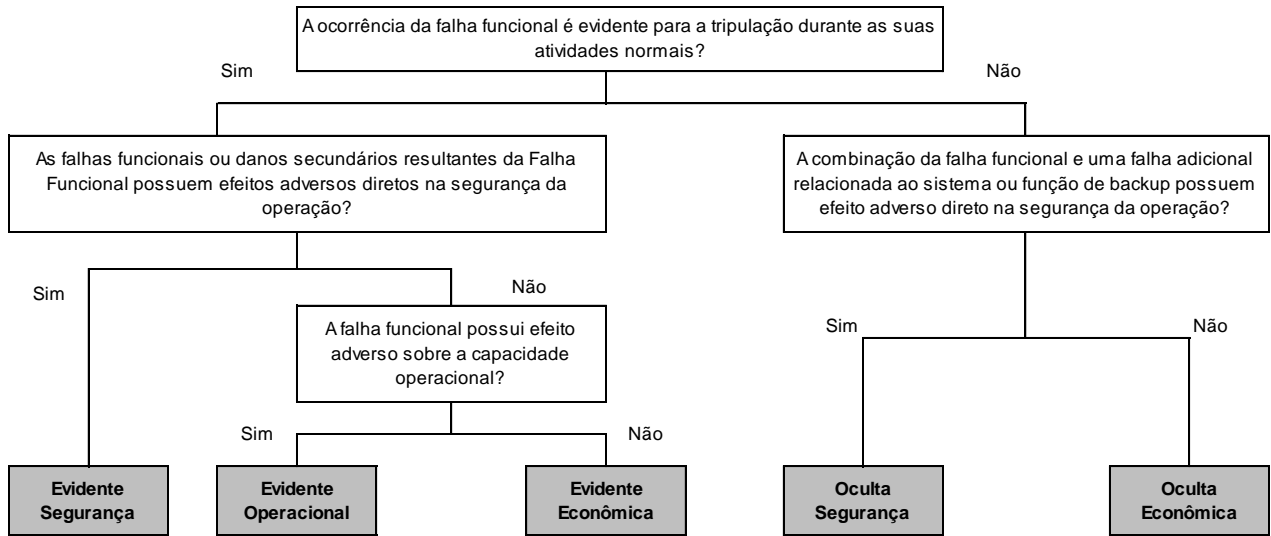 A ocorrência da falha funcional é evidente para a tripulação durante as suas
atividades normais?
Sim
Não
As falhas funcionais ou danos secundários resultantes da Falha
Funcional possuem efeitos adversos diretos na segurança da
operação?
A combinação da falha funcional e uma falha adicional
relacionada ao sistema ou função de backup possuem
efeito adverso direto na segurança da operação?
Sim
Não
A falha funcional possui efeito
adverso sobre a capacidade
operacional?
Sim
Não
Sim
Não
Evidente
Segurança
Evidente
Operacional
Evidente
Econômica
Oculta
Segurança
Oculta
Econômica